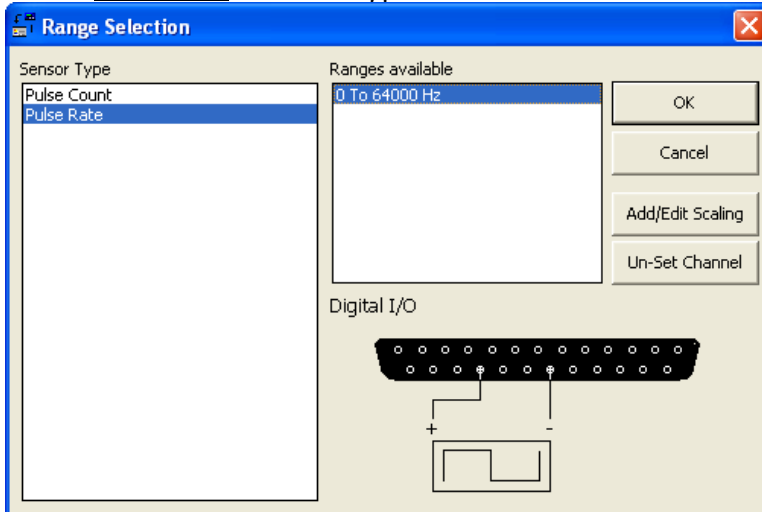 Range Selection
Sensor Type
Pulse Count
Pulse Rate
Ranges available
0 To 64000 Hz
OK
Cancel
Add/Edit Scaling
Un-Set Channel
Digital I/O
+ -